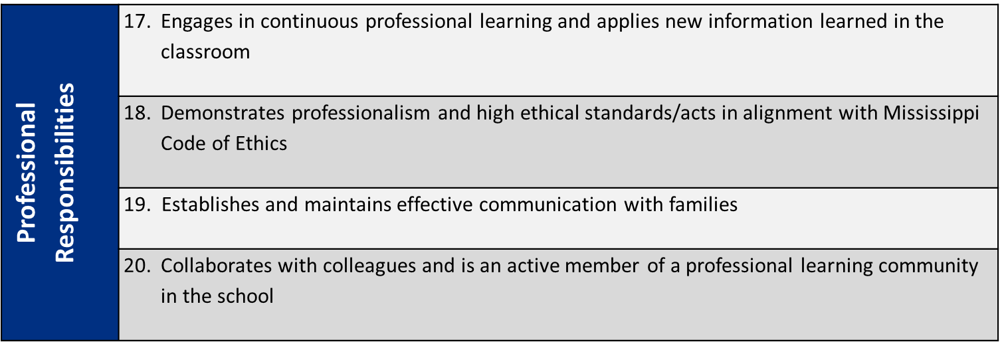 Professional
Responsibilities
17. Engages in continuous professional learning and applies new information learned in the
classroom
18. Demonstrates professionalism and high ethical standards/acts in alignment with Mississippi
Code of Ethics
19. Establishes and maintains effective communication with families
20. Collaborates with colleagues and is an active member of a professional learning community
in the school